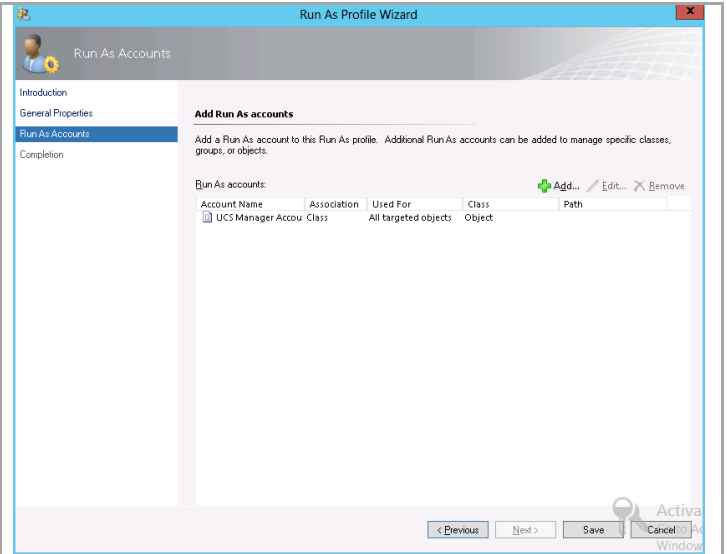 Run As Profile Wizard
x
Run As Accounts
Introduction
General Properties
Run As Accounts
Completion
Add Run As accounts
Add a Run As account to this Run As profile. Additional Run As accounts can be added to manage specific classes,
groups, or objects.
Run As accounts:
Add... Edit... Remove
Account Name Association Used For Class Path
UCS Manager Accou Class All targeted objects Object
Activa
< Previous Next > Save Cancel
Window